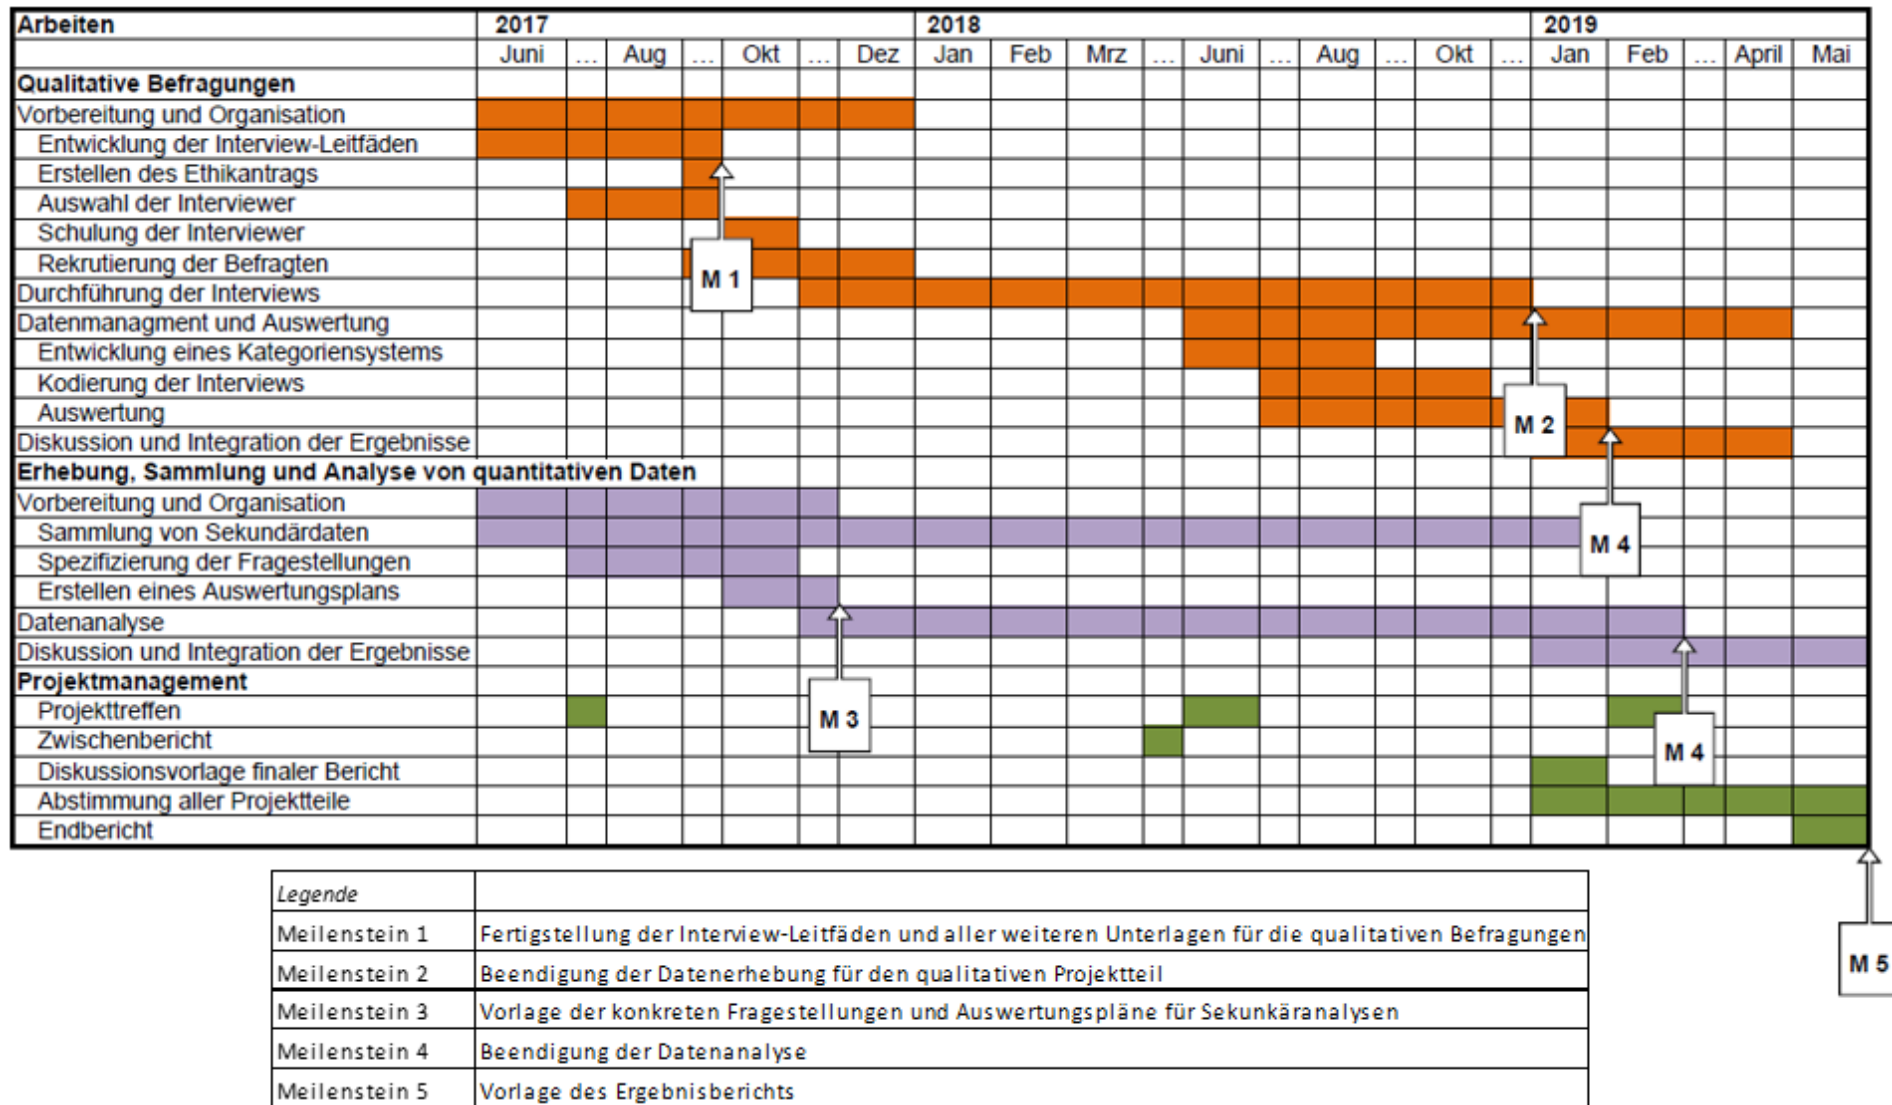 Arbeiten 2017 2018 2019
Juni ... Aug ... Okt ... Dez Jan Feb Mrz ... Juni ... Aug ... Okt ... Jan Feb ... April Mai
Qualitative Befragungen
Vorbereitung und Organisation
Entwicklung der Interview-Leitfäden
Erstellen des Ethikantrags
Auswahl der Interviewer
Schulung der Interviewer
Rekrutierung der Befragten
M 1
Durchführung der Interviews
Datenmanagment und Auswertung
Entwicklung eines Kategoriensystems
Kodierung der Interviews
Auswertung
M 2
Diskussion und Integration der Ergebnisse
Erhebung, Sammlung und Analyse von quantitativen Daten
Vorbereitung und Organisation
Sammlung von Sekundärdaten
M 4
Spezifizierung der Fragestellungen
Erstellen eines Auswertungsplans
Datenanalyse
Diskussion und Integration der Ergebnisse
Projektmanagement
Projekttreffen
M 3
Zwischenbericht
M 4
Diskussionsvorlage finaler Bericht
Abstimmung aller Projektteile
Endbericht
Legende
Meilenstein 1 Fertigstellung der Interview-Leitfäden und aller weiteren Unterlagen für die qualitativen Befragungen
Meilenstein 2 Beendigung der Datenerhebung für den qualitativen Projektteil
M 5
Meilenstein 3 Vorlage der konkreten Fragestellungen und Auswertungspläne für Sekunkäranalysen
Meilenstein 4 Beendigung der Datenanalyse
Meilenstein 5 Vorlage des Ergebnisberichts